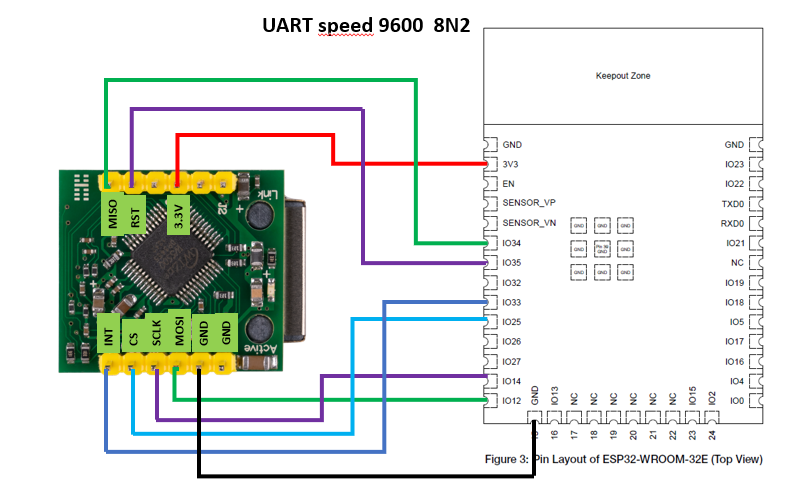 UART speed 9600  8N2
Keepout Zone
GND
3V3
EN
SENSOR_VP
SENSOR_VN
IO34
IO35
IO32
IO33
IO25
IO26
IO27
IO14
IO12
GND
IO23
IO22
TXD0
RXD0
IO21
NC
IO19
IO18
IO5
IO17
IO16
IO4
IO0
GND GND GND
GND Pin 39 GND GND
GND GND GND
MISO
RST
3.3V
J2
Link
INT
CS
SCLK
MOSI
GND
GND
Active
GND
IO13
NC
NC
NC
NC
NC
NC
IO15
IO2
16
17
18
19
20
21
22
23
24
Figure 3: Pin Layout of ESP32-WROOM-32E (Top View)